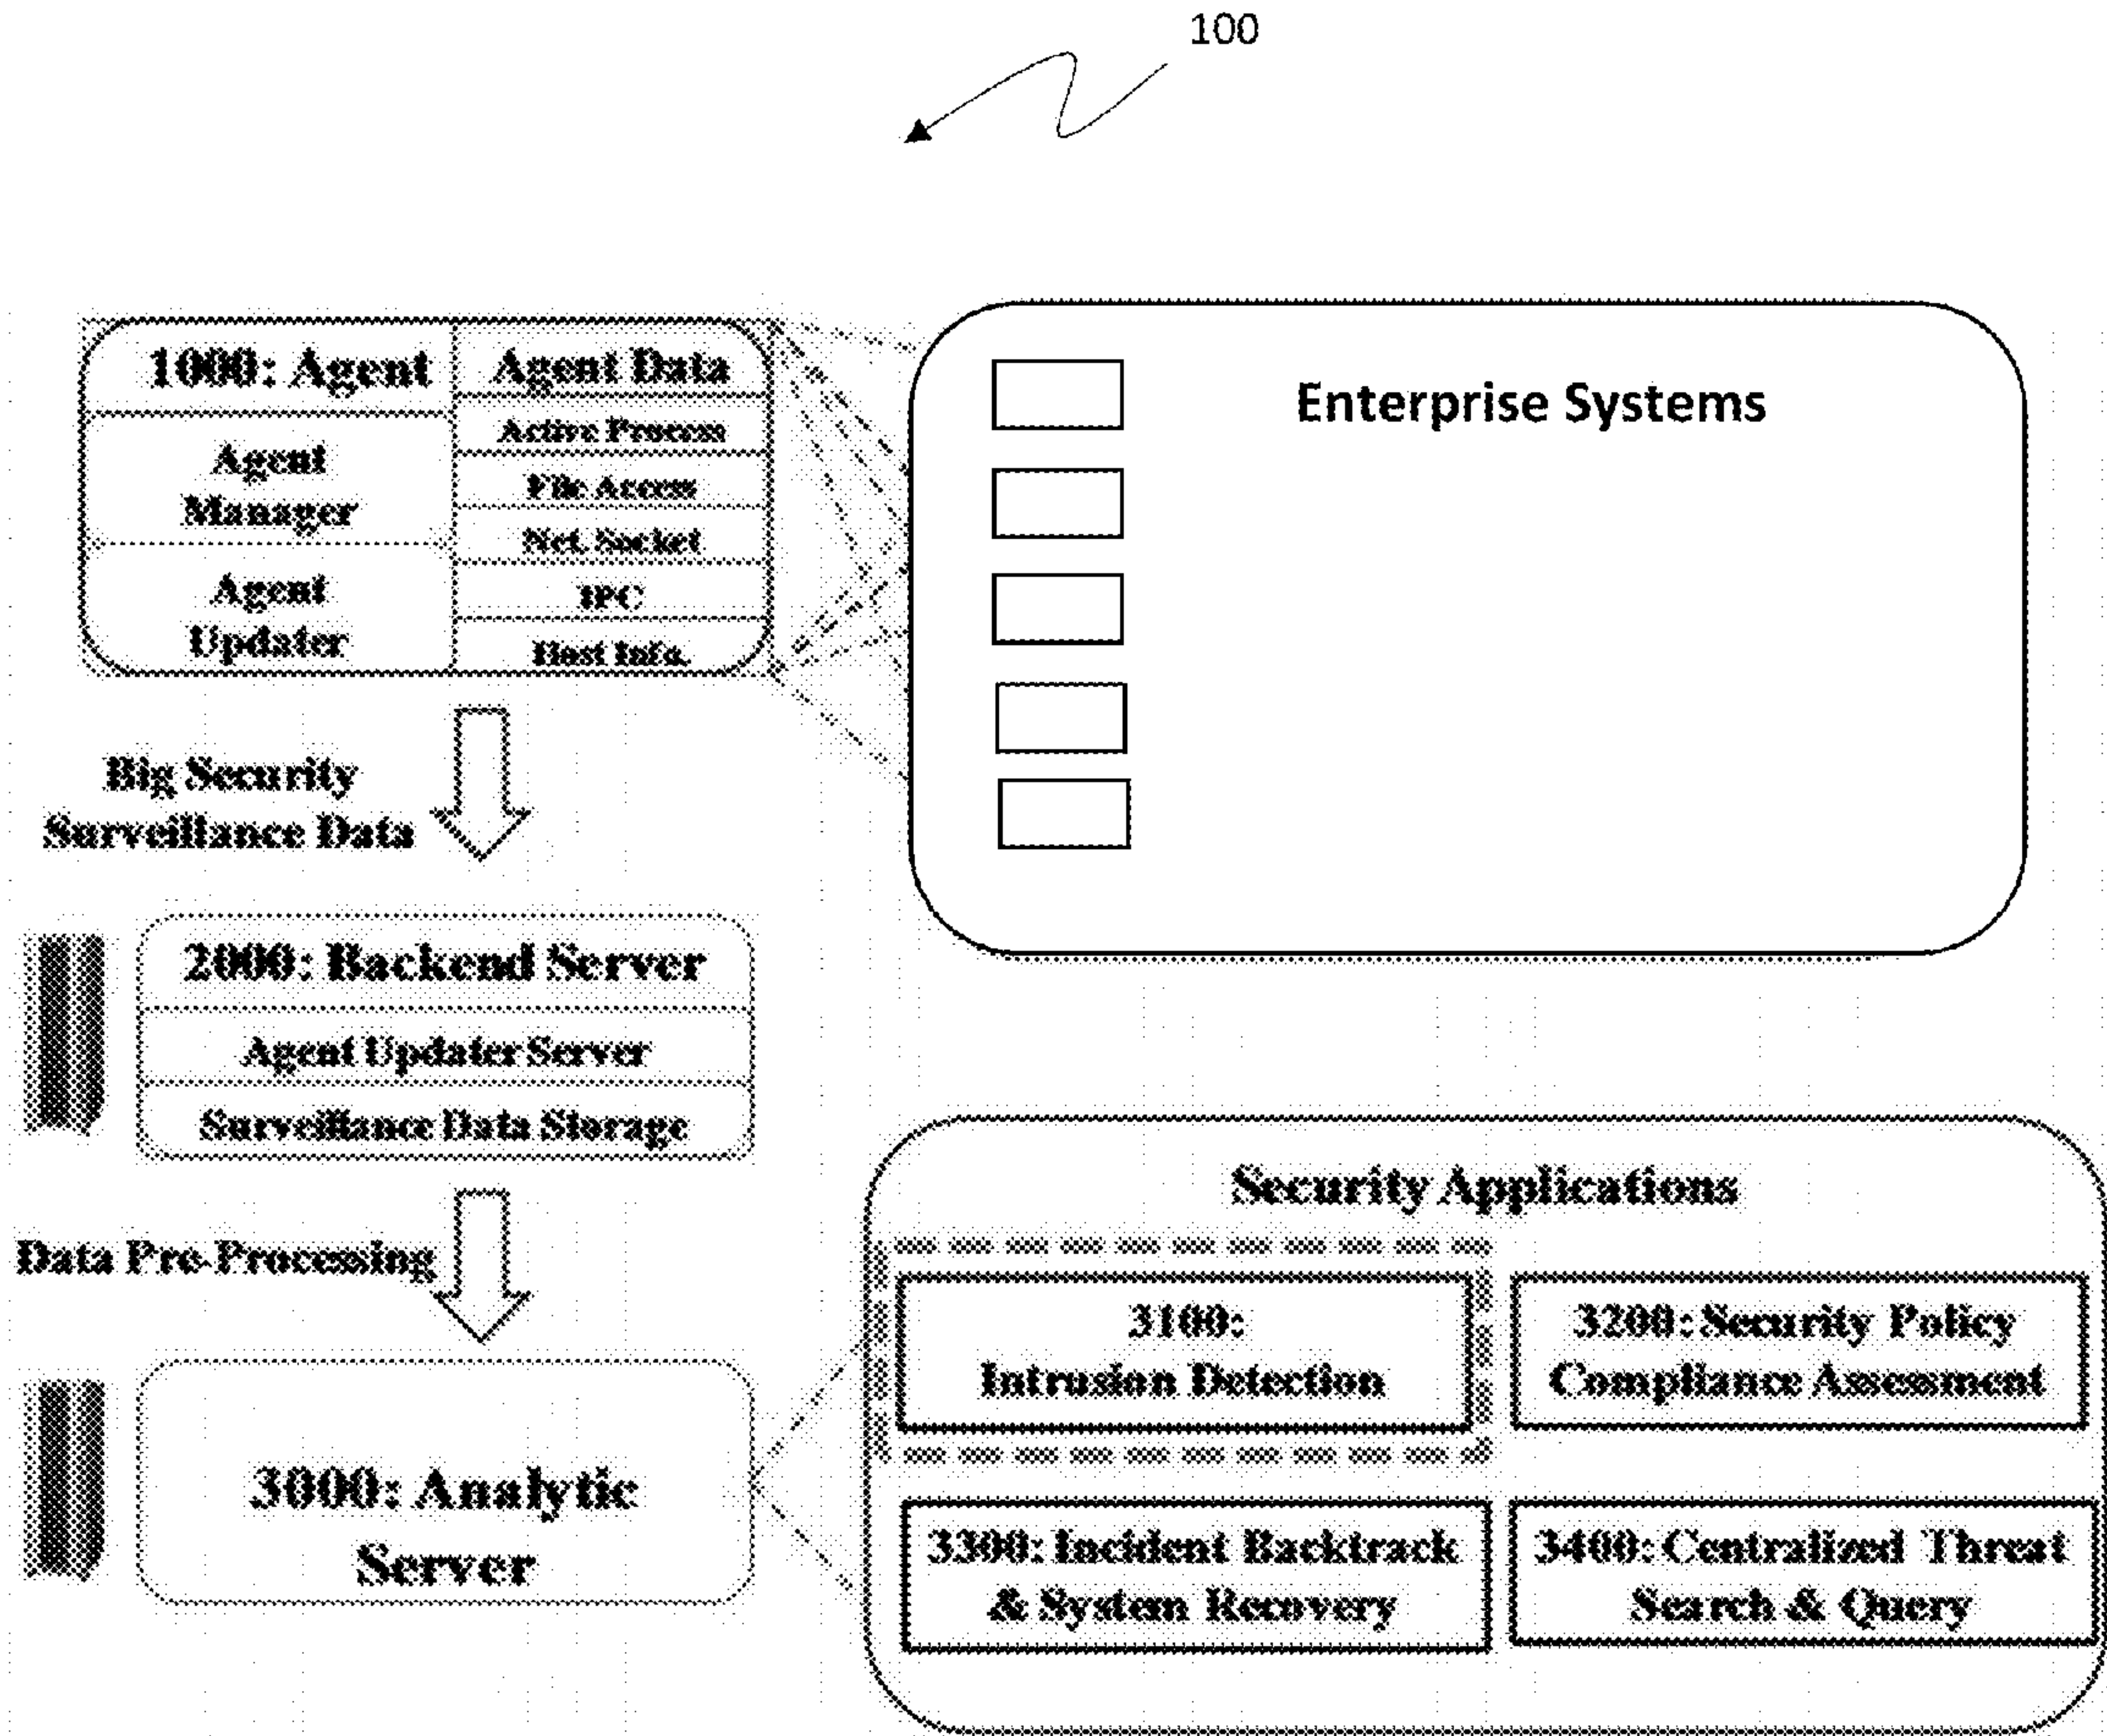 100
1000: Agent
Agent
Manager
Agent
Updater
Agent Data
Active Process
File Access
Net. Socket
IPC
Host Info.
Enterprise Systems
Big Security
Surveillance Data
2000: Backend Server
Agent Updater Server
Surveillance Data Storage
Data Pre-Processing
3000: Analytic
Server
Security Applications
3100:
Intrusion Detection
3200: Security Policy
Compliance Assessment
3300: Incident Backtrack
& System Recovery
3400: Centralized Threat
Search & Query